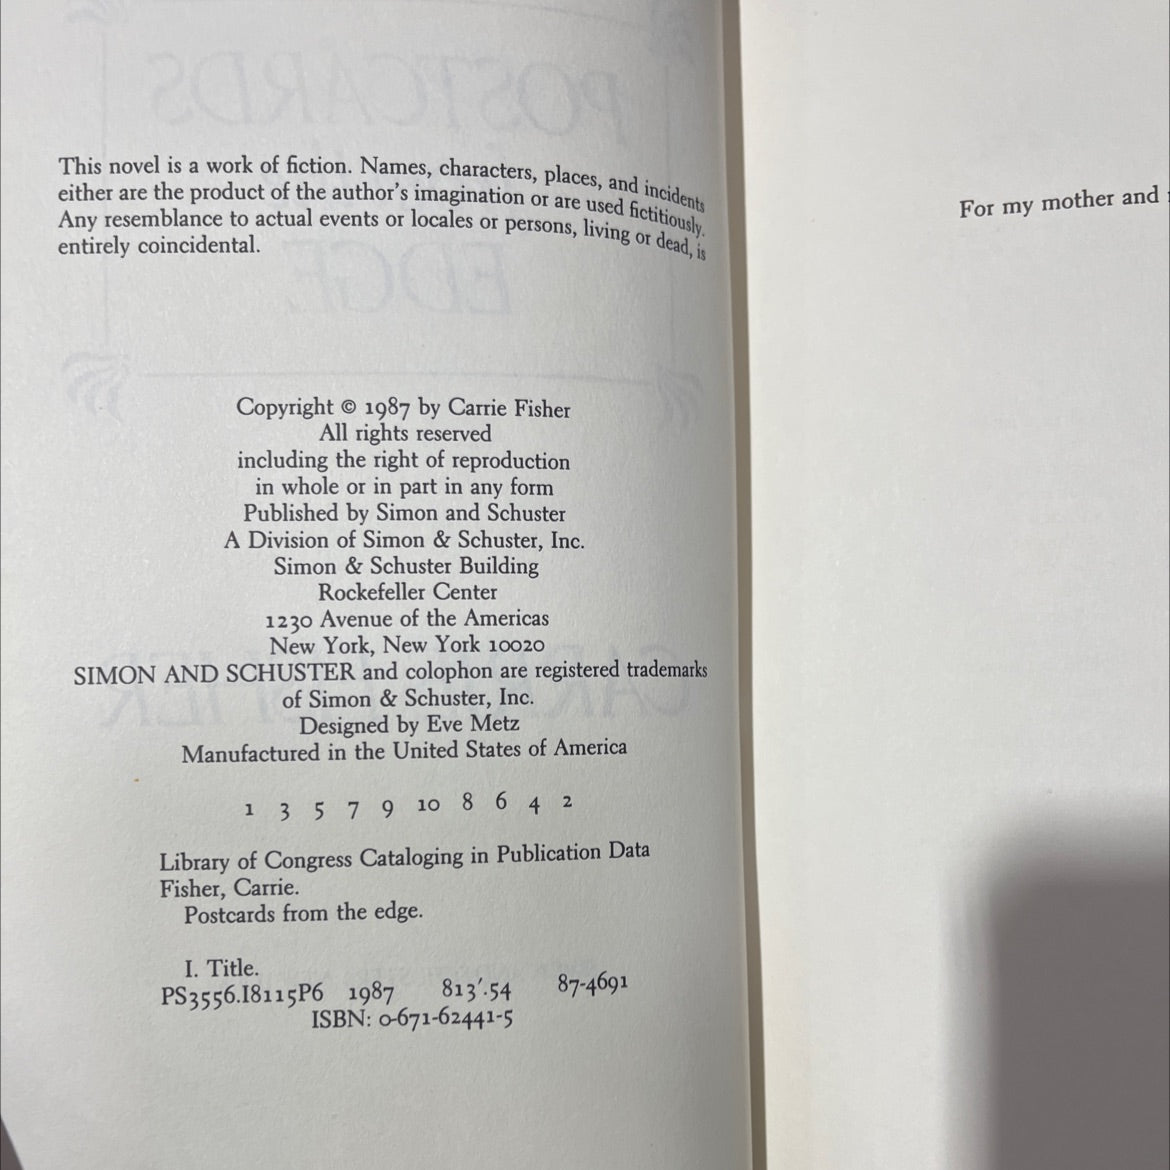 This novel is a work of fiction. Names, characters, places, and incidents
either are the product of the author's imagination or are used fictitiously.
Any resemblance to actual events or locales or persons, living or dead, is
entirely coincidental.
Copyright © 1987 by Carrie Fisher
All rights reserved
including the right of reproduction
in whole or in part in any form
Published by Simon and Schuster
A Division of Simon & Schuster, Inc.
Simon & Schuster Building
Rockefeller Center
1230 Avenue of the Americas
New York, New York 10020
SIMON AND SCHUSTER and colophon are registered trademarks
of Simon & Schuster, Inc.
Designed by Eve Metz
Manufactured in the United States of America
1 3 5 7 9 10 8 6 4 2
Library of Congress Cataloging in Publication Data
Fisher, Carrie.
Postcards from the edge.
I. Title.
PS3556.I8115P6 1987 813′.54 87-4691
ISBN: 0-671-62441-5
For my mother and